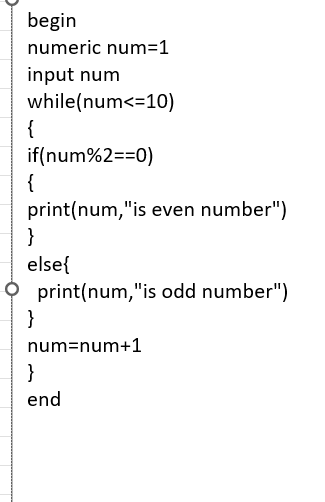 begin
numeric num=1
input num
while(num<=10)
{
if(num%2==0)
{
print(num,"is even number")
}
else{
print(num,"is odd number")
}
num=num+1
}
end